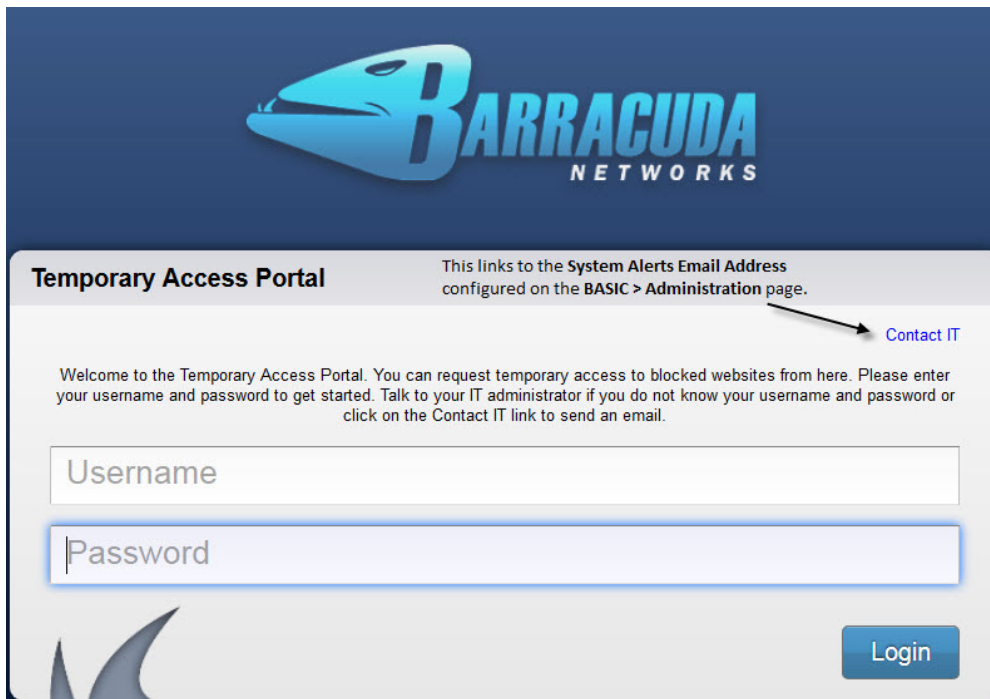 BARRACUDA
NETWORKS
Temporary Access Portal
This links to the System Alerts Email Address
configured on the BASIC > Administration page.
Contact IT
Welcome to the Temporary Access Portal. You can request temporary access to blocked websites from here. Please enter
your username and password to get started. Talk to your IT administrator if you do not know your username and password or
click on the Contact IT link to send an email.
Username
Password
Login